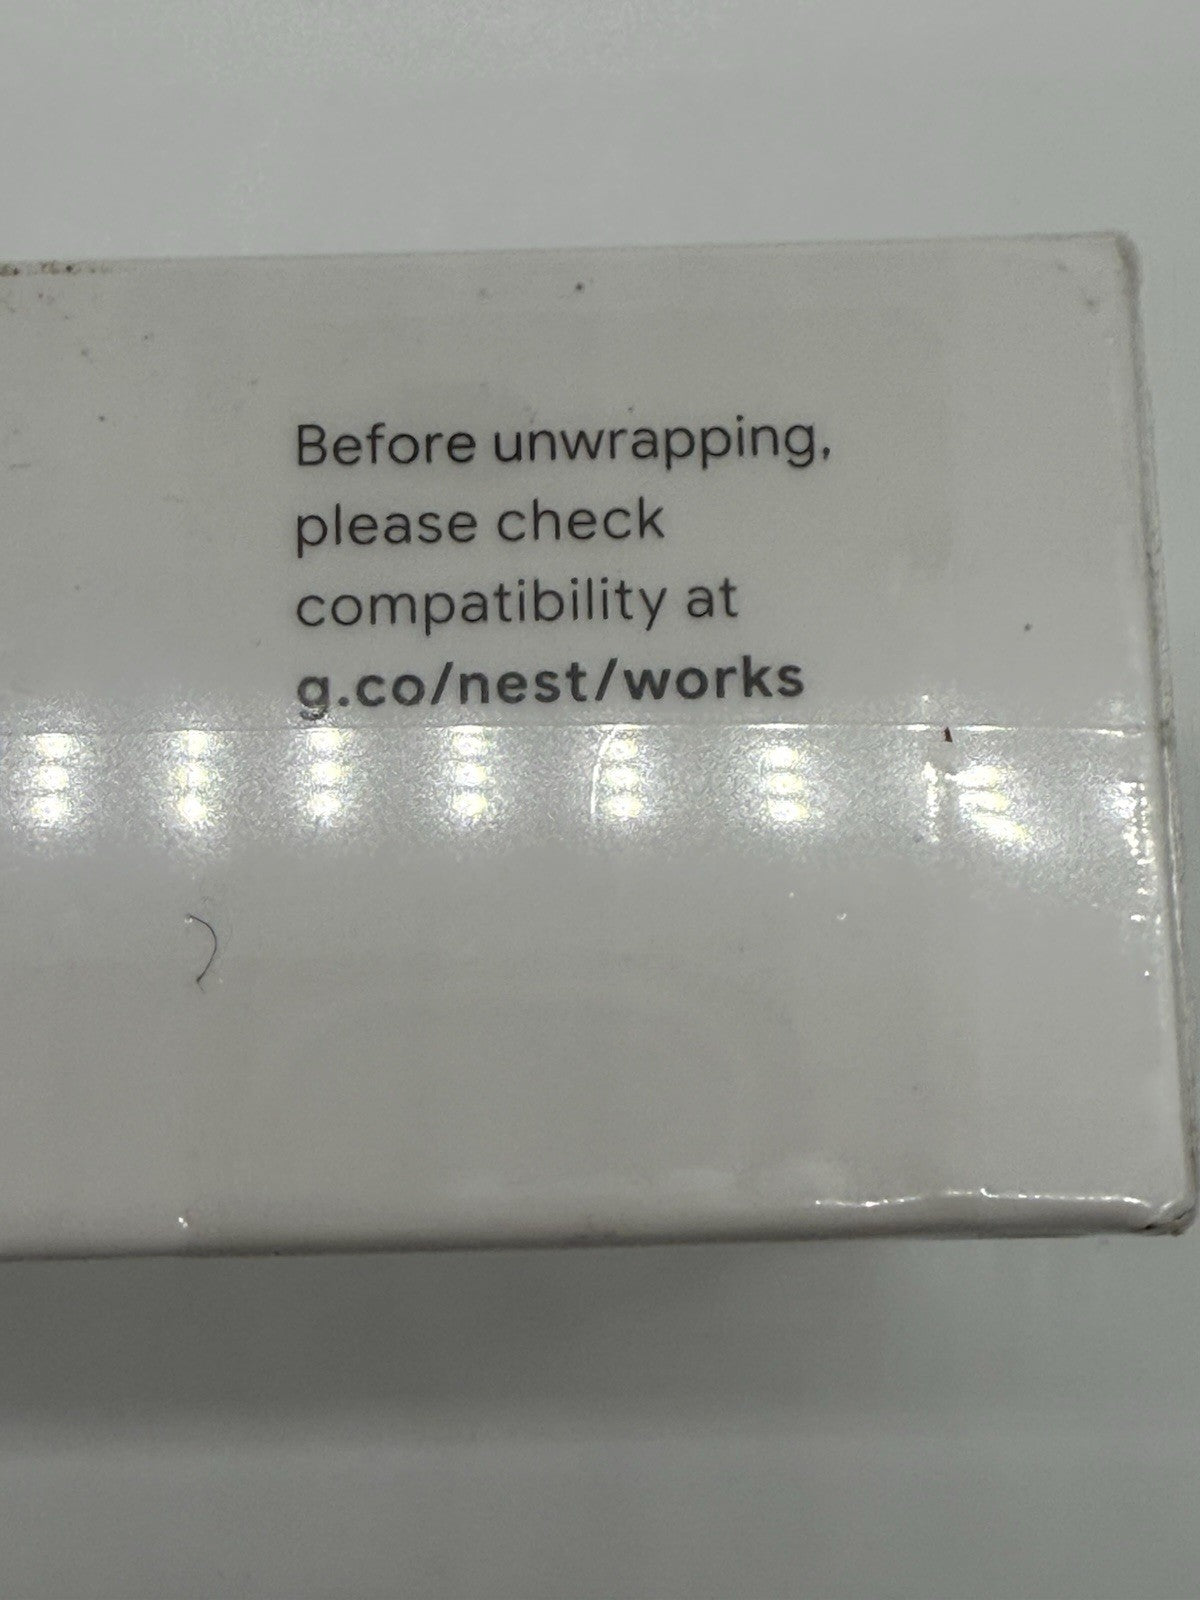 Before unwrapping,
please check
compatibility at
g.co/nest/works